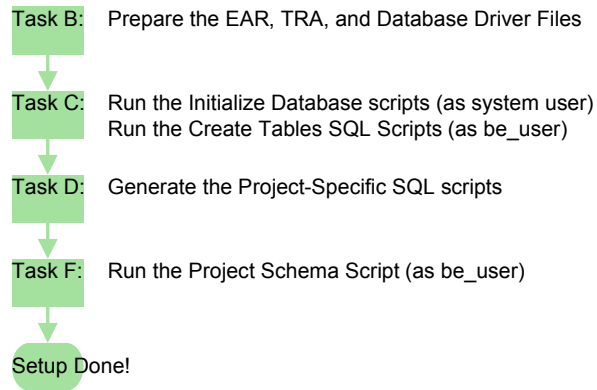 Task B: Prepare the EAR, TRA, and Database Driver Files
Task C: Run the Initialize Database scripts (as system user)
Run the Create Tables SQL Scripts (as be_user)
Task D: Generate the Project-Specific SQL scripts
Task F: Run the Project Schema Script (as be_user)
Setup Done!